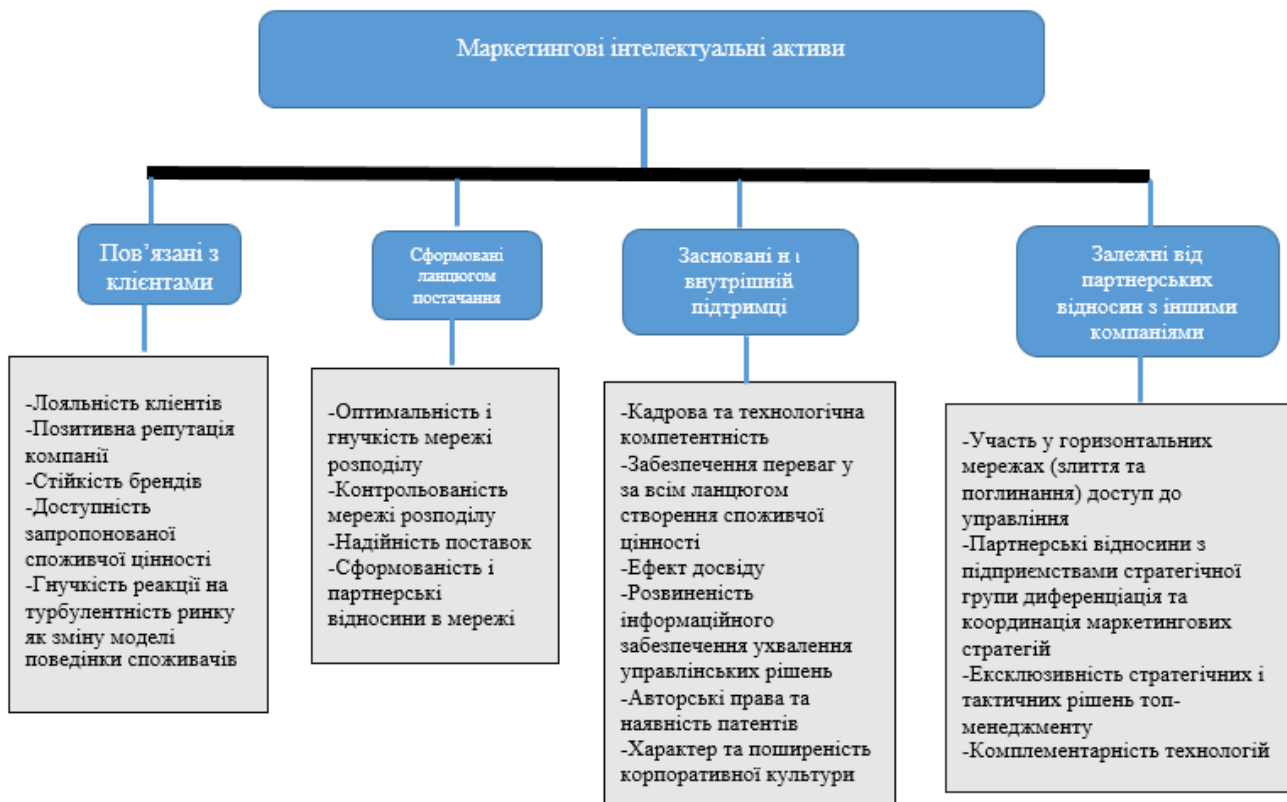 Маркетингові інтелектуальні активи
Пов’язані з
клієнтами
Сформовані
ланцюгом
постачання
Засновані н
внутрішній
підтримці
Залежні від
партнерських
відносин з іншими
компаніями
-Лояльність клієнтів
-Позитивна репутація
компанії
-Стійкість брендів
-Доступність
запропонованої
споживчої цінності
-Гнучкість реакції на
турбулентність ринку
як зміну моделі
поведінки споживачів
-Оптимальність і
гнучкість мережі
розподілу
-Контрольованість
мережі розподілу
-Надійність поставок
-Сформованість і
партнерські
відносини в мережі
-Кадрова та технологічна
компетентність
-Забезпечення переваг у
за всім ланцюгом
створення споживчої
цінності
-Ефект досвіду
-Розвиненість
інформаційного
забезпечення ухвалення
управлінських рішень
-Авторські права та
наявність патентів
-Характер та поширеність
корпоративної культури
-Участь у горизонтальних
мережах (злиття та
поглинання) доступ до
управління
-Партнерські відносини з
підприємствами стратегічної
групи диференціація та
координація маркетингових
стратегій
-Ексклюзивність стратегічних і
тактичних рішень топ-
менеджменту
-Комплементарність технологій